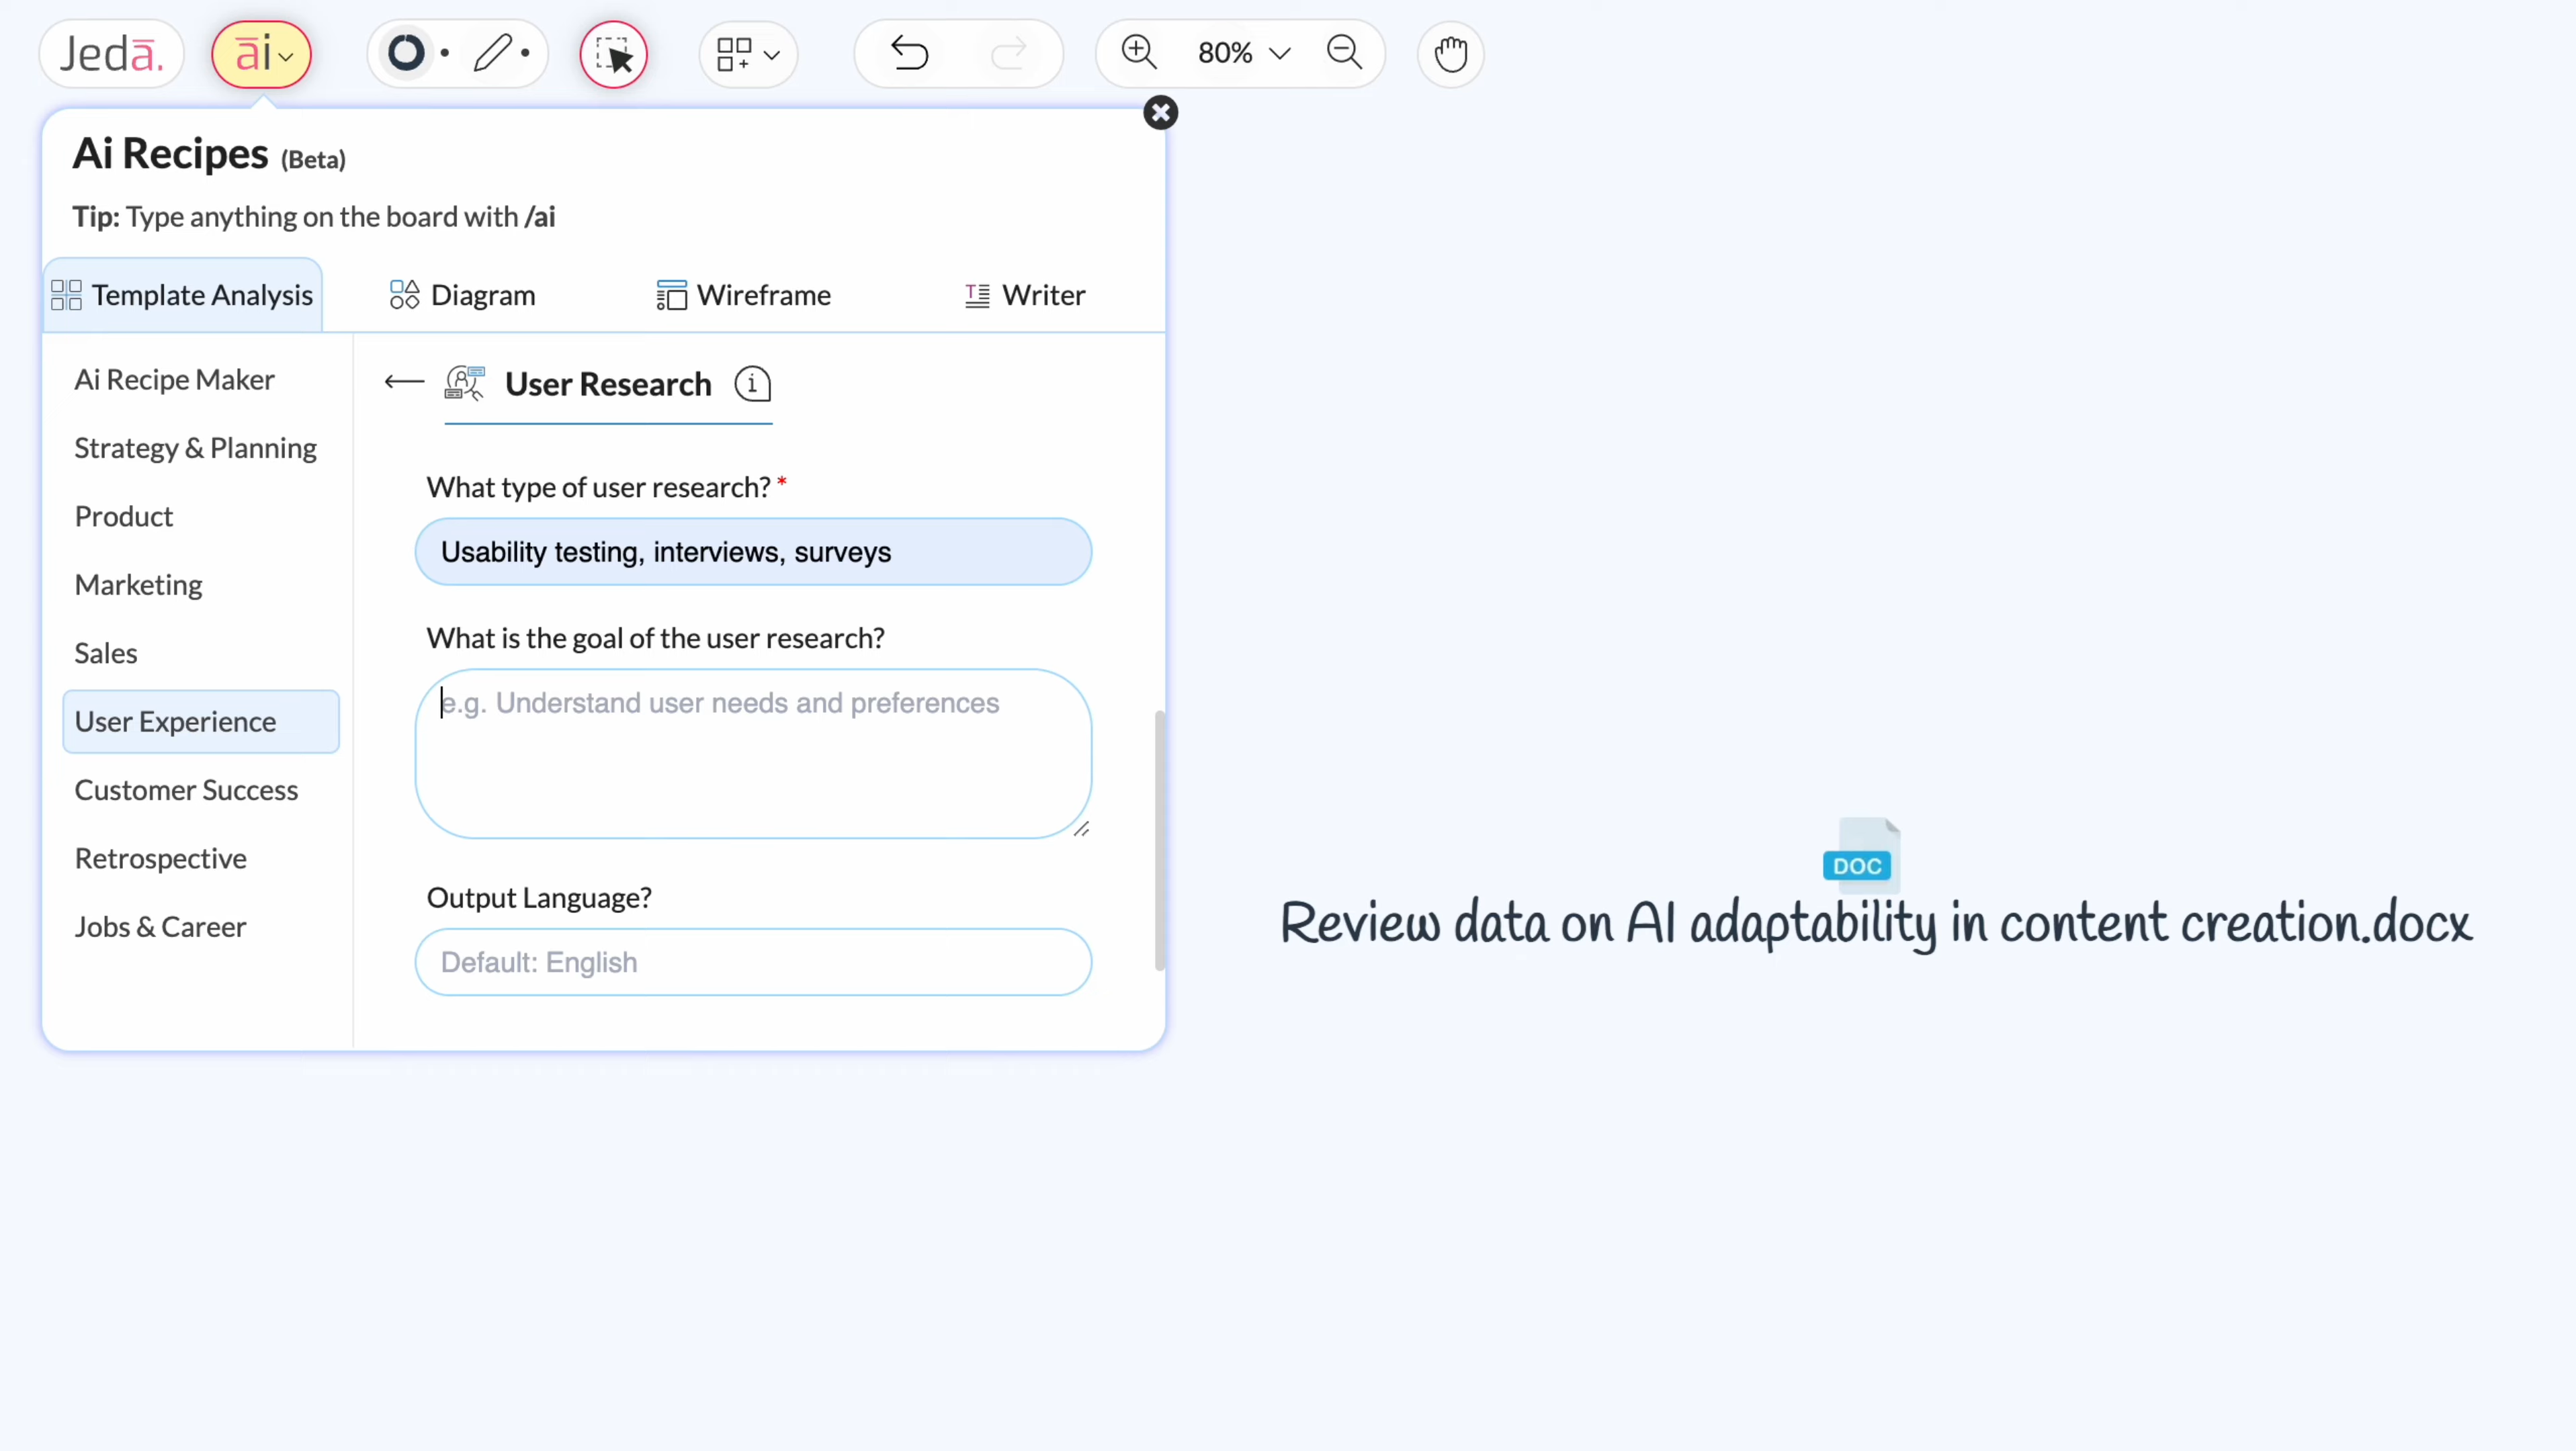 Jedā.
āi
80%
Ai Recipes (Beta)
Tip: Type anything on the board with /ai
Template Analysis
Diagram
Wireframe
Writer
Ai Recipe Maker
Strategy & Planning
Product
Marketing
Sales
User Experience
Customer Success
Retrospective
Jobs & Career
User Research
What type of user research? *
Usability testing, interviews, surveys
What is the goal of the user research?
e.g. Understand user needs and preferences
Output Language?
Default: English
DOC
Review data on AI adaptability in content creation.docx